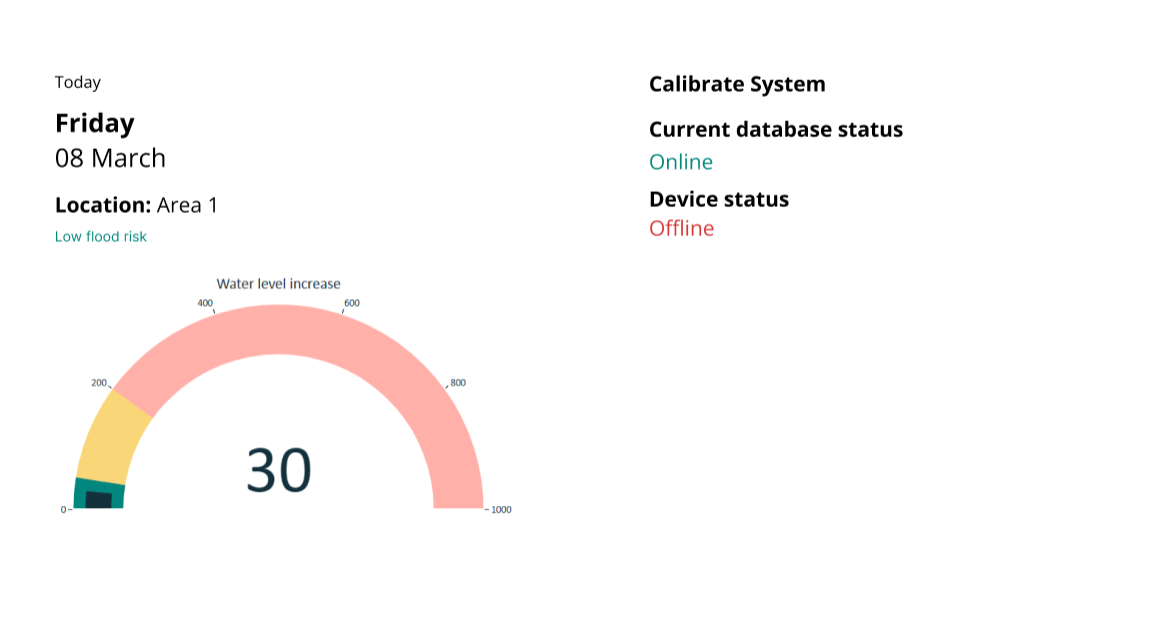 Today
Friday
08 March
Location: Area 1
Low flood risk
Water level increase
400
600
200
800
30
0
1000
Calibrate System
Current database status
Online
Device status
Offline